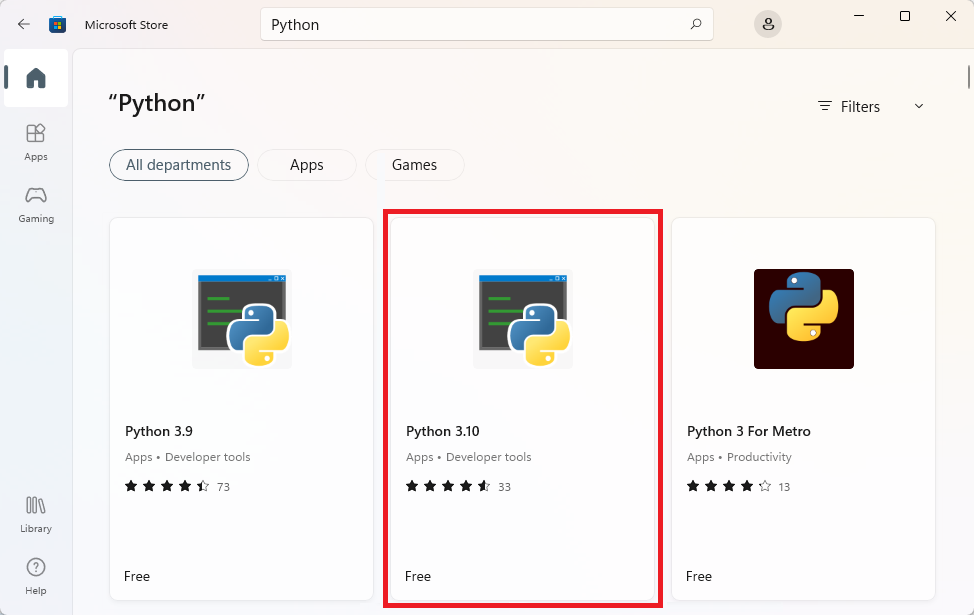 Microsoft Store
Python
“Python”
Filters
All departments
Apps
Games
Apps
Gaming
Library
Help
Python 3.9
Apps • Developer tools
73
Free
Python 3.10
Apps • Developer tools
33
Free
Python 3 For Metro
Apps • Productivity
13
Free